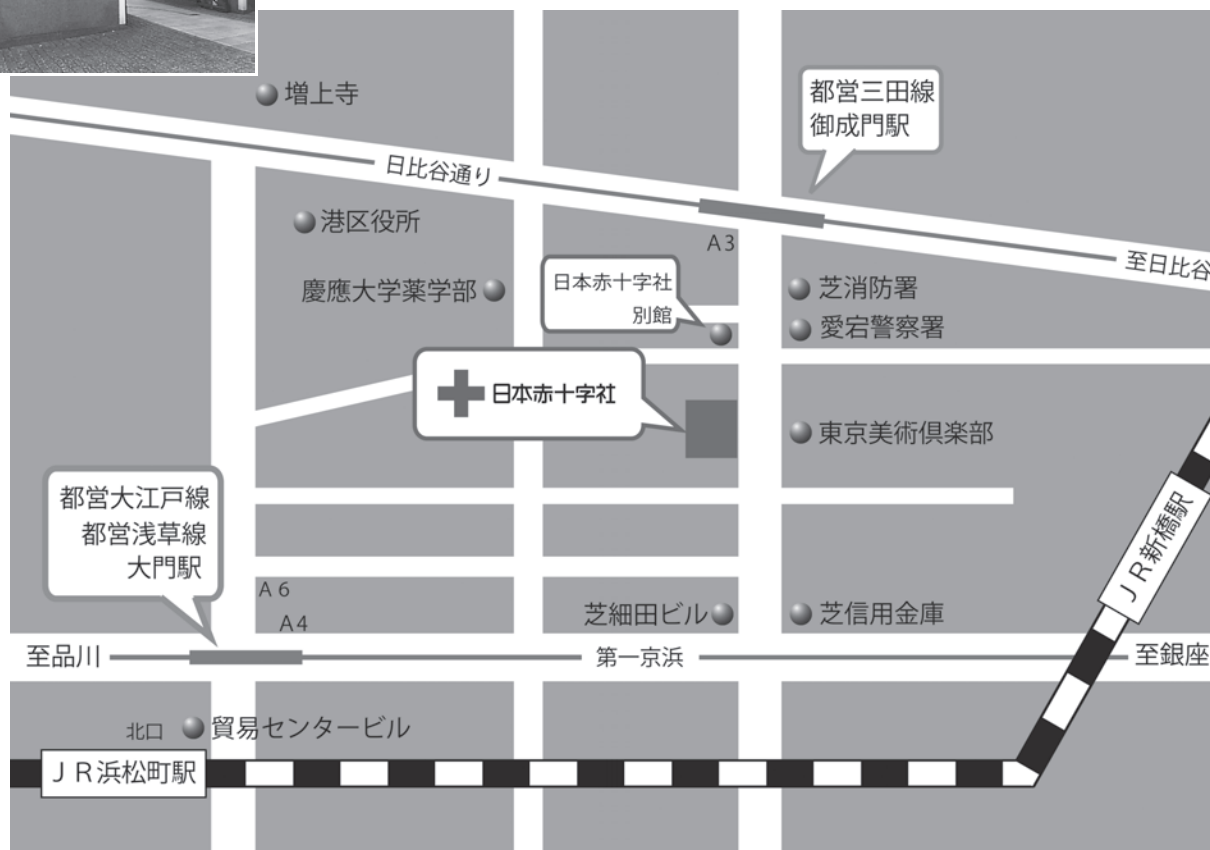 増上寺
都営三田線
御成門駅
日比谷通り
港区役所
A3
至日比谷
慶應大学薬学部
日本赤十字社
別館
芝消防署
愛宕警察署
日本赤十字社
東京美術倶楽部
都営大江戸線
都営浅草線
大門駅
JR新橋駅
A6
A4
芝細田ビル
芝信用金庫
至品川
第一京浜
至銀座
北口
貿易センタービル
JR浜松町駅